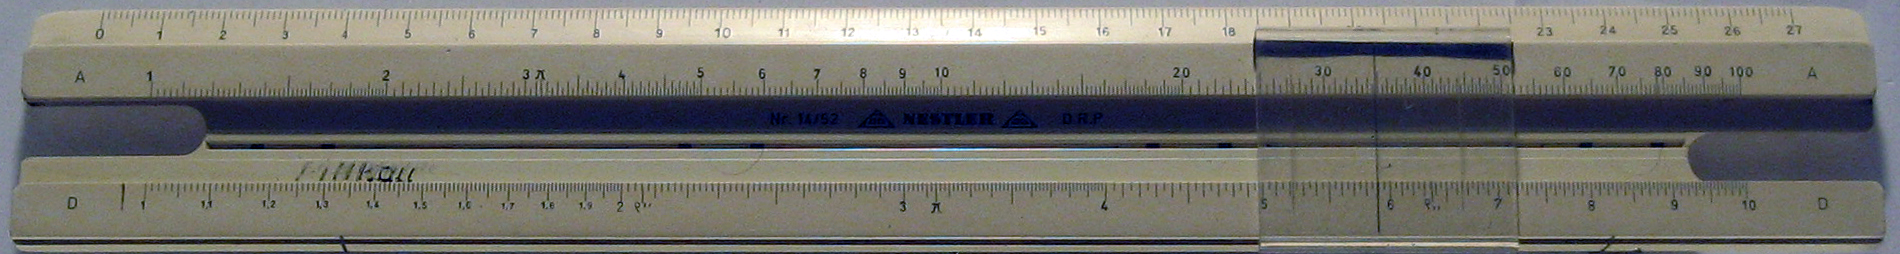 0 1 2 3 4 5 6 7 8 9 10 11 12 13 14 15 16 17 18 23 24 25 26 27
A 1 2 3 π 4 5 6 7 8 9 10 20 30 40 50 60 70 80 90 100 A
Nr. 14/52 NESTLER D.R.P.
D 1 1,1 1,2 1,3 1,4 1,5 1,6 1,7 1,8 1,9 2 ϱ'' 3 π 4 5 6 ϱ,, 7 8 9 10 D